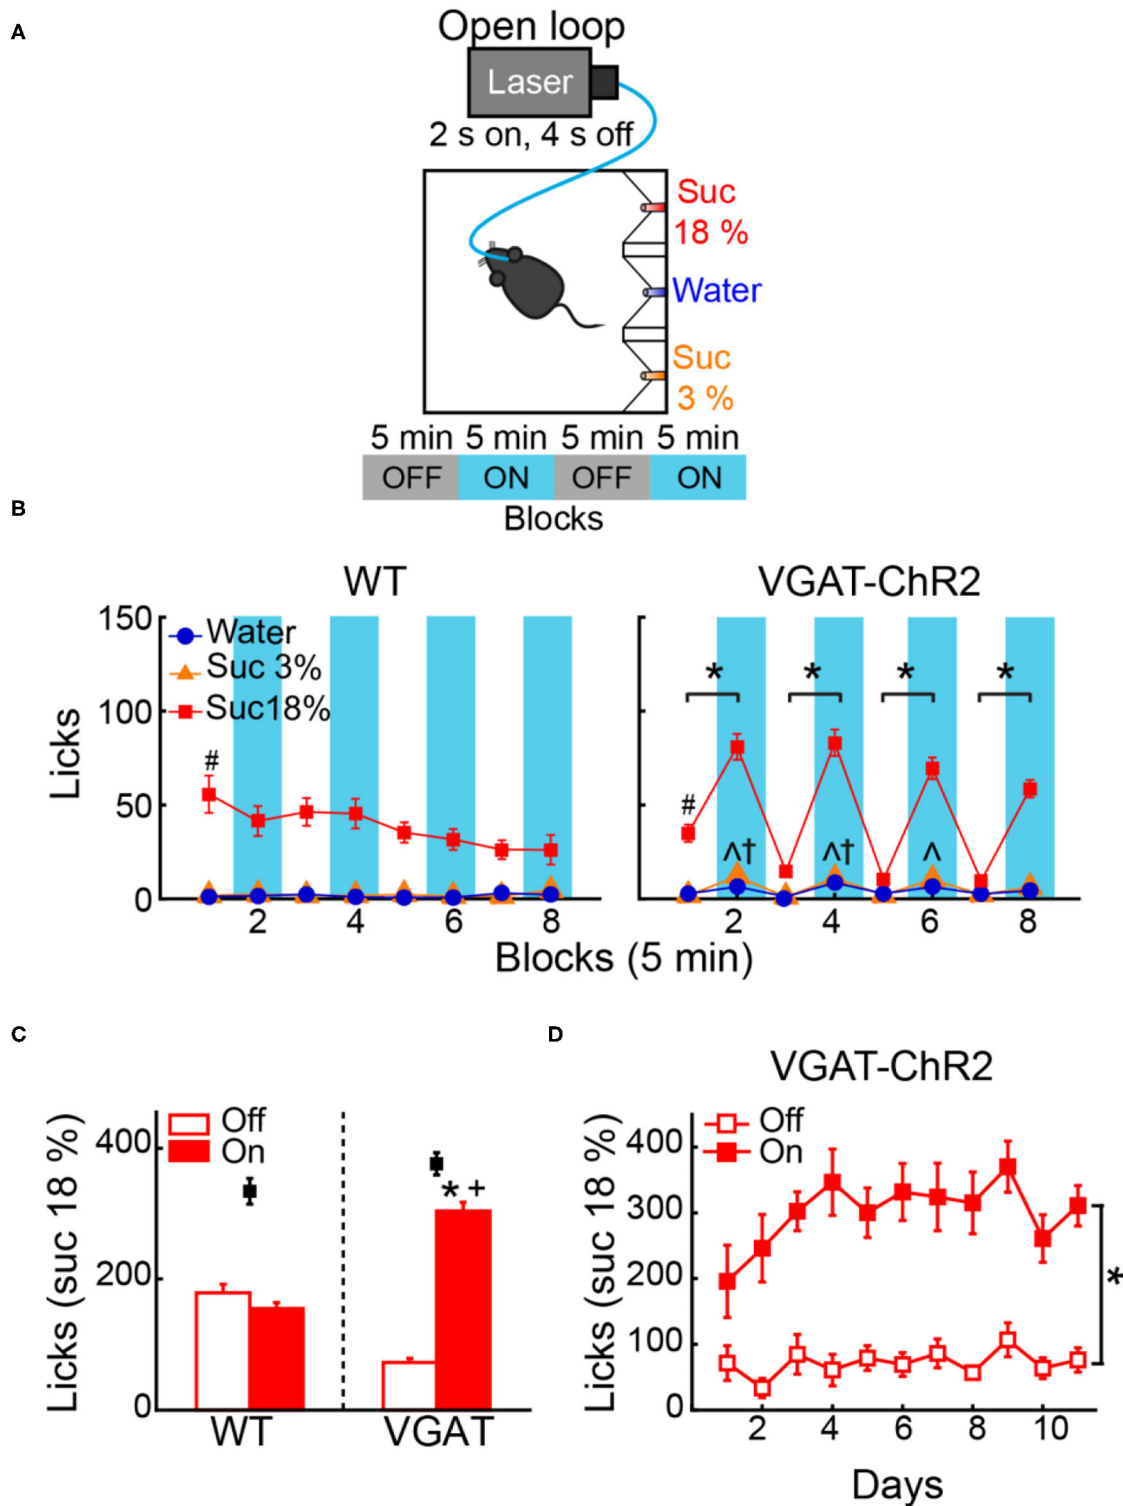 A
Open loop
Laser
2 s on, 4 s off
Suc
18 %
Water
Suc
3 %
5 min 5 min 5 min 5 min
OFF ON OFF ON
Blocks
B
WT
VGAT-ChR2
150
100
50
0
Licks
Water
Suc 3%
Suc18%
#
2 4 6 8
* * * *
#
^† ^† ^
2 4 6 8
Blocks (5 min)
C
Licks (suc 18 %)
400
200
0
Off
On
* +
WT
VGAT
D
VGAT-ChR2
Licks (suc 18 %)
400
300
200
100
0
Off
On
*
2 4 6 8 10
Days